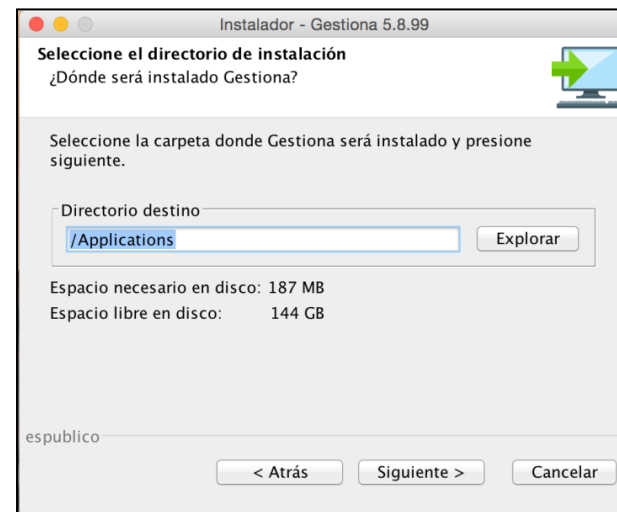 Instalador - Gestiona 5.8.99
Seleccione el directorio de instalación
¿Dónde será instalado Gestiona?
Seleccione la carpeta donde Gestiona será instalado y presione
siguiente.
Directorio destino
/Applications
Explorar
Espacio necesario en disco: 187 MB
Espacio libre en disco: 144 GB
espublico
< Atrás
Siguiente >
Cancelar